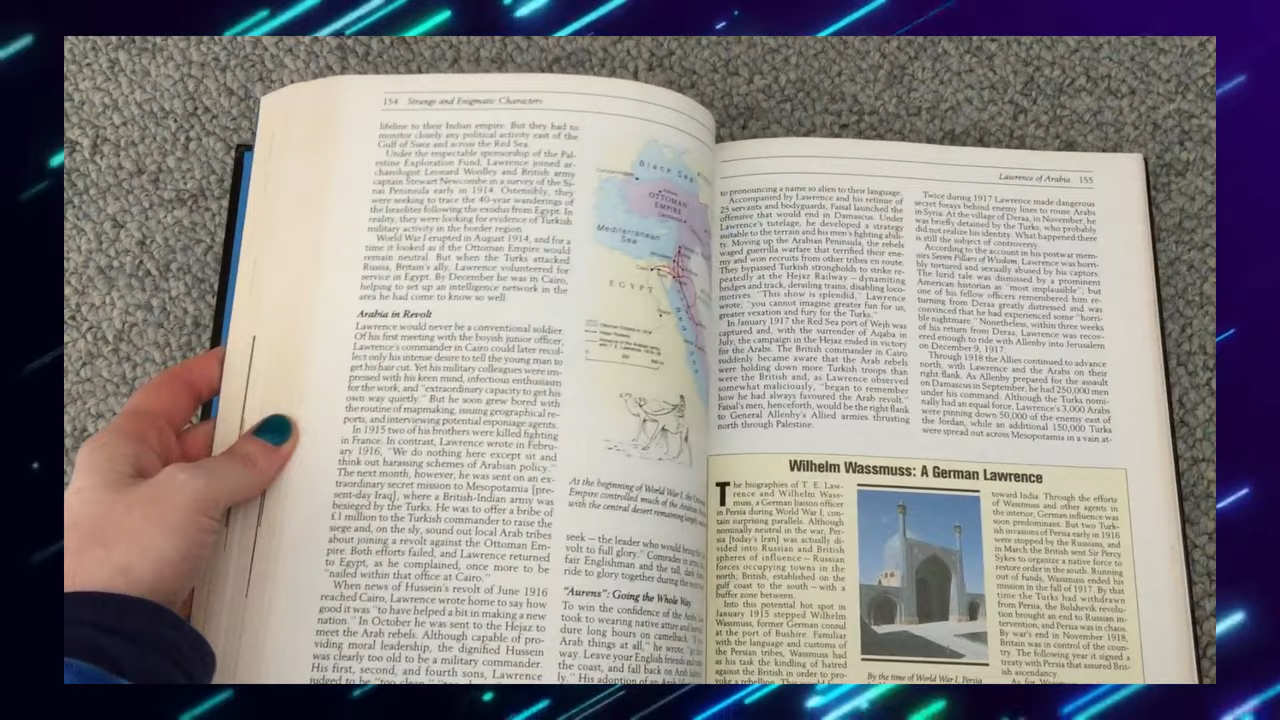 154 Strange and Enigmatic Characters
lifeline to their Indian empire. But they had to
monitor closely any political activity east of the
Gulf of Suez and across the Red Sea.
Under the respectable sponsorship of the Pal-
estine Exploration Fund, Lawrence joined ar-
chaeologist Leonard Woolley and British army
captain Stewart Newcombe in a survey of the Si-
nai Peninsula early in 1914. Ostensibly, they
were seeking to trace the 40-year wanderings of
the Israelites following the exodus from Egypt. In
reality, they were looking for evidence of Turkish
military activity in the border region.
World War I erupted in August 1914, and for a
time it looked as if the Ottoman Empire would
remain neutral. But when the Turks attacked
Russia, Britain's ally, Lawrence volunteered for
service in Egypt. By December he was in Cairo,
helping to set up an intelligence network in the
area he had come to know so well.
Arabia in Revolt
Lawrence would never be a conventional soldier.
Of his first meeting with the boyish junior officer,
Lawrence's commander in Cairo could later recol-
lect only his intense desire to tell the young man to
get his hair cut. Yet his military colleagues were im-
pressed with his keen mind, infectious enthusiasm
for the work, and "extraordinary capacity to get his
own way quietly." But he soon grew bored with
the routine of mapmaking, issuing geographical re-
ports, and interviewing potential espionage agents.
In 1915 two of his brothers were killed fighting
in France. In contrast, Lawrence wrote in Febru-
ary 1916, "We do nothing here except sit and
think out harassing schemes of Arabian policy."
The next month, however, he was sent on an ex-
traordinary secret mission to Mesopotamia [pre-
sent-day Iraq], where a British-Indian army was
besieged by the Turks. He was to offer a bribe of
£1 million to the Turkish commander to raise the
siege and, on the sly, sound out local Arab tribes
about joining a revolt against the Ottoman Em-
pire. Both efforts failed, and Lawrence returned
to Egypt, as he complained, once more to be
"nailed within that office at Cairo."
When news of Hussein's revolt of June 1916
reached Cairo, Lawrence wrote home to say how
good it was "to have helped a bit in making a new
nation." In October he was sent to the Hejaz to
meet the Arab rebels. Although capable of pro-
viding moral leadership, the dignified Hussein
was clearly too old to be a military commander.
His first, second, and fourth sons, Lawrence
judged to be "too clean,"
Black Sea
OTTOMAN
EMPIRE
Mediterranean
Sea
EGYPT
At the beginning of World War I, the
Empire controlled much of the Arabian
with the central desert remaining
seek – the leader who would bring the
volt to full glory." Comrades in
fair Englishman and the tall, dark
ride to glory together during the
"Aurens": Going the Whole Way
To win the confidence of the
took to wearing native attire and
dure long hours on camelback.
Arab things at all," he wrote,
way. Leave your English friends
the coast, and fall back on Arab
ly." His adoption of an Arab
Lawrence of Arabia 155
to pronouncing a name so alien to their language.
Accompanied by Lawrence and his retinue of
25 servants and bodyguards, Faisal launched the
offensive that would end in Damascus. Under
Lawrence's tutelage, he developed a strategy
suitable to the terrain and his men's fighting abili-
ty. Moving up the Arabian Peninsula, the rebels
waged guerrilla warfare that terrified their ene-
my and won recruits from other tribes en route.
They bypassed Turkish strongholds to strike re-
peatedly at the Hejaz Railway – dynamiting
bridges and track, derailing trains, disabling loco-
motives. "This show is splendid," Lawrence
wrote; "you cannot imagine greater fun for us,
greater vexation and fury for the Turks."
In January 1917 the Red Sea port of Wejh was
captured and, with the surrender of Aqaba in
July, the campaign in the Hejaz ended in victory
for the Arabs. The British commander in Cairo
suddenly became aware that the Arab rebels
were holding down more Turkish troops than
were the British and, as Lawrence observed
somewhat maliciously, "began to remember
how he had always favoured the Arab revolt."
Faisal's men, henceforth, would be the right flank
to General Allenby's Allied armies thrusting
north through Palestine.
Twice during 1917 Lawrence made dangerous
secret forays behind enemy lines to rouse Arabs
in Syria. At the village of Deraa, in November, he
was briefly detained by the Turks, who probably
did not realize his identity. What happened there
is still the subject of controversy.
According to the account in his postwar mem-
oirs Seven Pillars of Wisdom, Lawrence was horri-
bly tortured and sexually abused by his captors.
The lurid tale was dismissed by a prominent
American historian as "most implausible"; but
one of his fellow officers remembered him re-
turning from Deraa greatly distressed and was
convinced that he had experienced some "horri-
ble nightmare." Nonetheless, within three weeks
of his return from Deraa, Lawrence was recov-
ered enough to ride with Allenby into Jerusalem
on December 9, 1917.
Through 1918 the Allies continued to advance
north, with Lawrence and the Arabs on their
right flank. As Allenby prepared for the assault
on Damascus in September, he had 250,000 men
under his command. Although the Turks nomi-
nally had an equal force, Lawrence's 3,000 Arabs
were pinning down 50,000 of the enemy east of
the Jordan, while an additional 150,000 Turks
were spread out across Mesopotamia in a vain at-
Wilhelm Wassmuss: A German Lawrence
The biographies of T. E. Law-
rence and Wilhelm Wass-
muss, a German liaison officer
in Persia during World War I, con-
tain surprising parallels. Although
nominally neutral in the war, Per-
sia [today's Iran] was actually di-
vided into Russian and British
spheres of influence – Russian
forces occupying towns in the
north; British, established on the
gulf coast to the south – with a
buffer zone between.
Into this potential hot spot in
January 1915 stepped Wilhelm
Wassmuss, former German consul
at the port of Bushire. Familiar
with the language and customs of
the Persian tribes, Wassmuss had
as his task the kindling of hatred
against the British in order to pro-
voke a rebellion. This would
By the time of World War I, Persia
toward India. Through the efforts
of Wassmuss and other agents in
the interior, German influence was
soon predominant. But two Turk-
ish invasions of Persia early in 1916
were stopped by the Russians, and
in March the British sent Sir Percy
Sykes to organize a native force to
restore order in the south. Running
out of funds, Wassmuss ended his
mission in the fall of 1917. By that
time the Turks had withdrawn
from Persia, the Bolshevik revolu-
tion brought an end to Russian in-
tervention, and Persia was in chaos.
By war's end in November 1918,
Britain was in control of the coun-
try. The following year it signed a
treaty with Persia that assured Brit-
ish ascendancy.